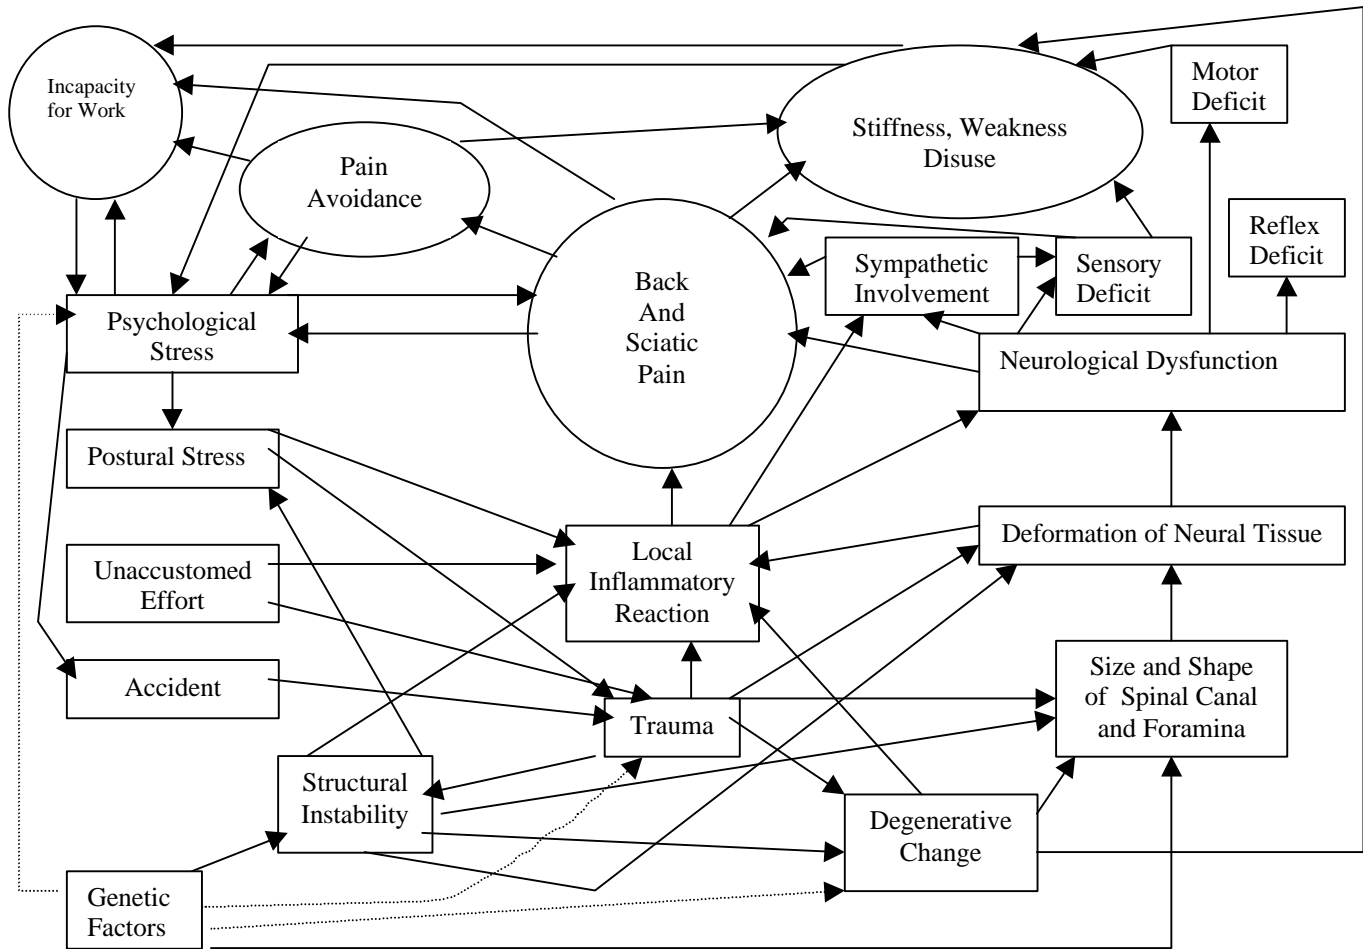 Incapacity
for Work
Motor
Deficit
Stiffness, Weakness
Disuse
Pain
Avoidance
Reflex
Deficit
Back
And
Sciatic
Pain
Sympathetic
Involvement
Sensory
Deficit
Psychological
Stress
Neurological Dysfunction
Postural Stress
Deformation of Neural Tissue
Unaccustomed
Effort
Local
Inflammatory
Reaction
Accident
Size and Shape
of Spinal Canal
and Foramina
Trauma
Structural
Instability
Degenerative
Change
Genetic
Factors